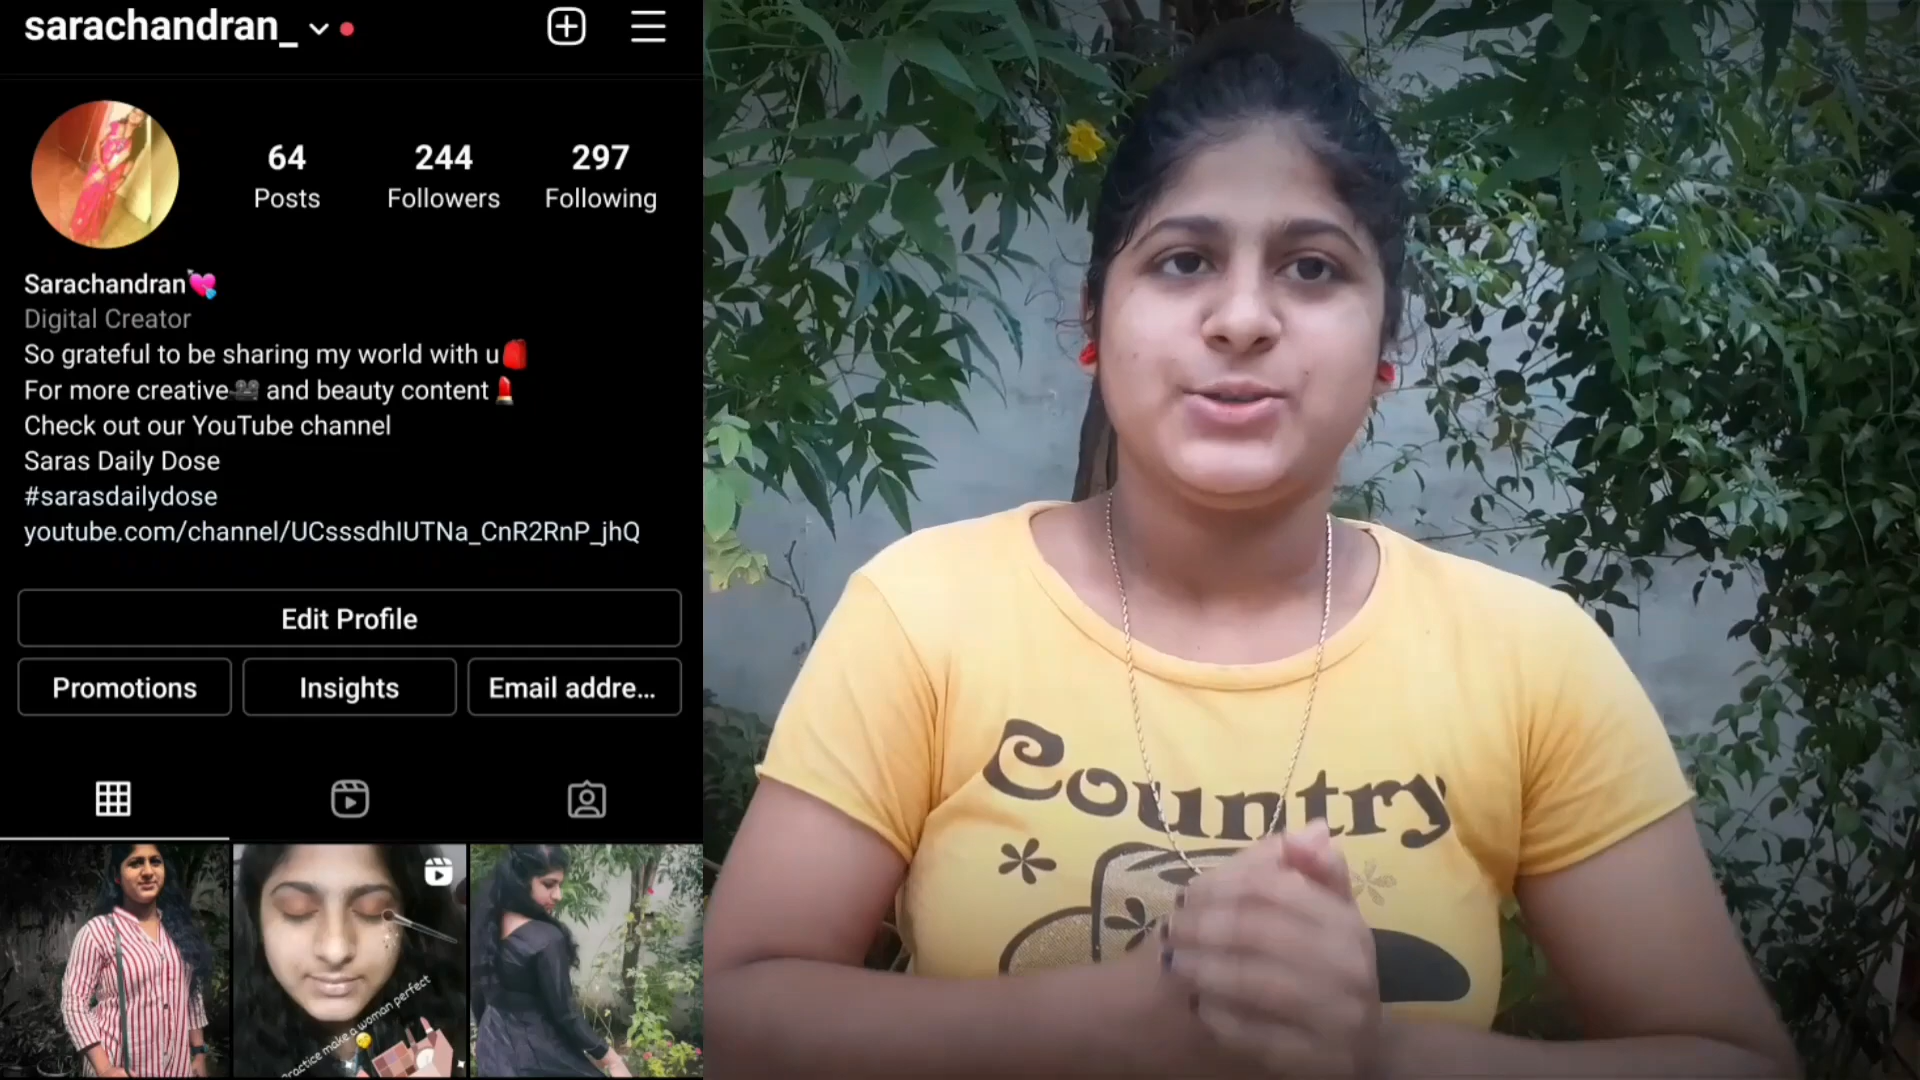 sarachandran_
64
Posts
244
Followers
297
Following
Sarachandran💘
Digital Creator
So grateful to be sharing my world with u🎒
For more creative🎥 and beauty content💄
Check out our YouTube channel
Saras Daily Dose
#sarasdailydose
youtube.com/channel/UCsssdhIUTNa_CnR2RnP_jhQ
Edit Profile
Promotions
Insights
Email addre...
Practice make a woman perfect
Country